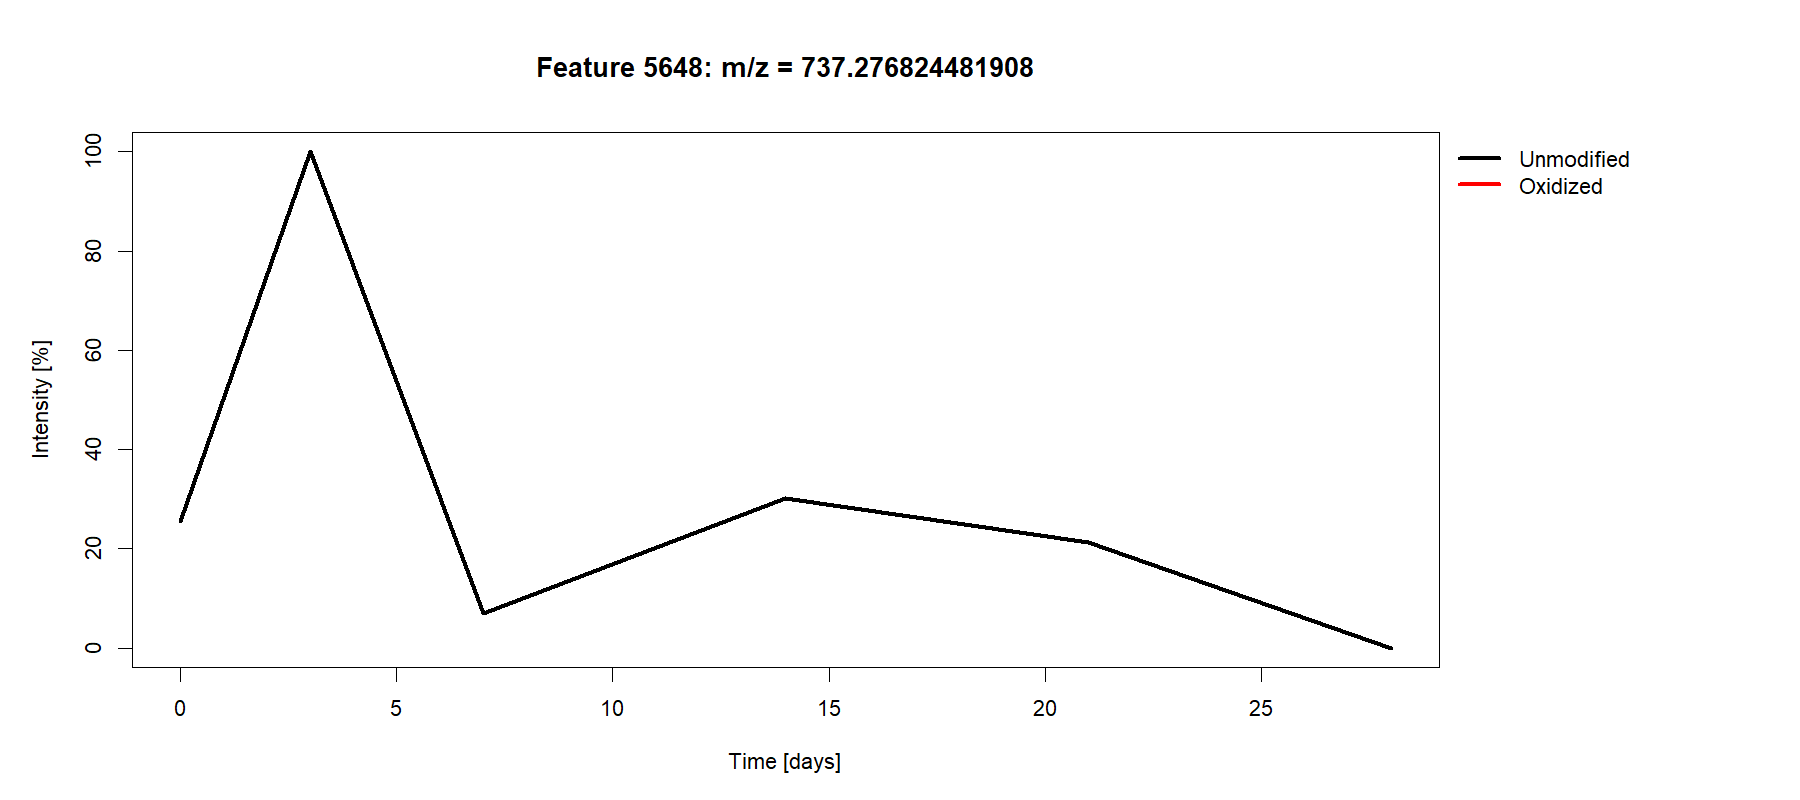 Feature 5648: m/z = 737.276824481908
Unmodified
Oxidized
Intensity [%]
100
80
60
40
20
0
0 5 10 15 20 25
Time [days]